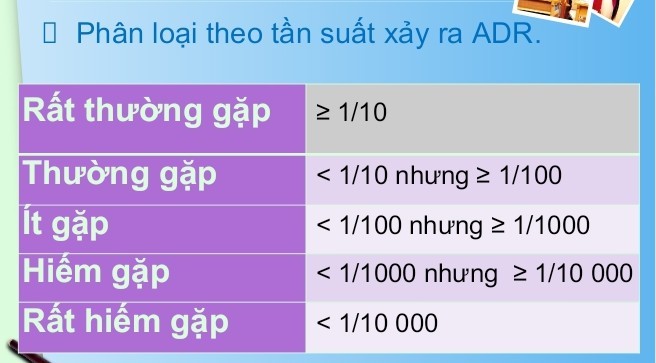 ▯ Phân loại theo tần suất xảy ra ADR.
Rất thường gặp ≥ 1/10
Thường gặp < 1/10 nhưng ≥ 1/100
Ít gặp < 1/100 nhưng ≥ 1/1000
Hiếm gặp < 1/1000 nhưng ≥ 1/10 000
Rất hiếm gặp < 1/10 000